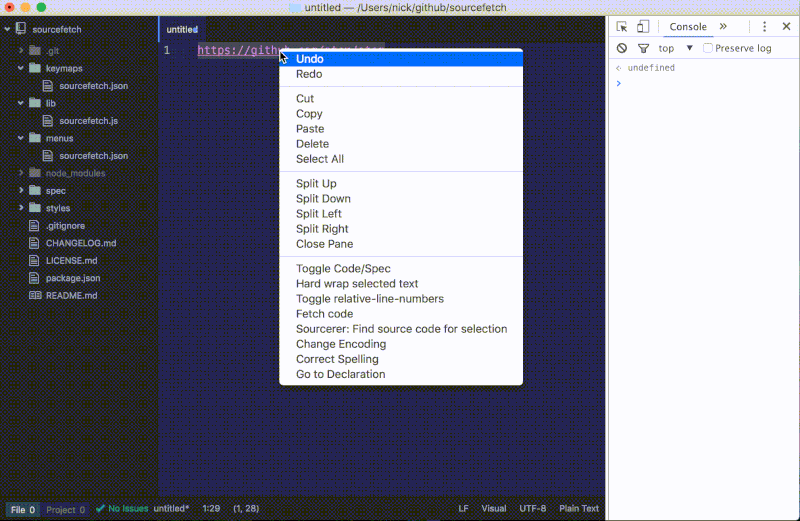 untitled — /Users/nick/github/sourcefetch
sourcefetch
.git
keymaps
sourcefetch.json
lib
sourcefetch.js
menus
sourcefetch.json
node_modules
spec
styles
.gitignore
CHANGELOG.md
LICENSE.md
package.json
README.md
untitled
1
https://github
Undo
Redo
Cut
Copy
Paste
Delete
Select All
Split Up
Split Down
Split Left
Split Right
Close Pane
Toggle Code/Spec
Hard wrap selected text
Toggle relative-line-numbers
Fetch code
Sourcerer: Find source code for selection
Change Encoding
Correct Spelling
Go to Declaration
Console »
top ▼ Preserve log
undefined
File 0 Project 0 No Issues untitled* 1:29 (1, 28) LF Visual UTF-8 Plain Text